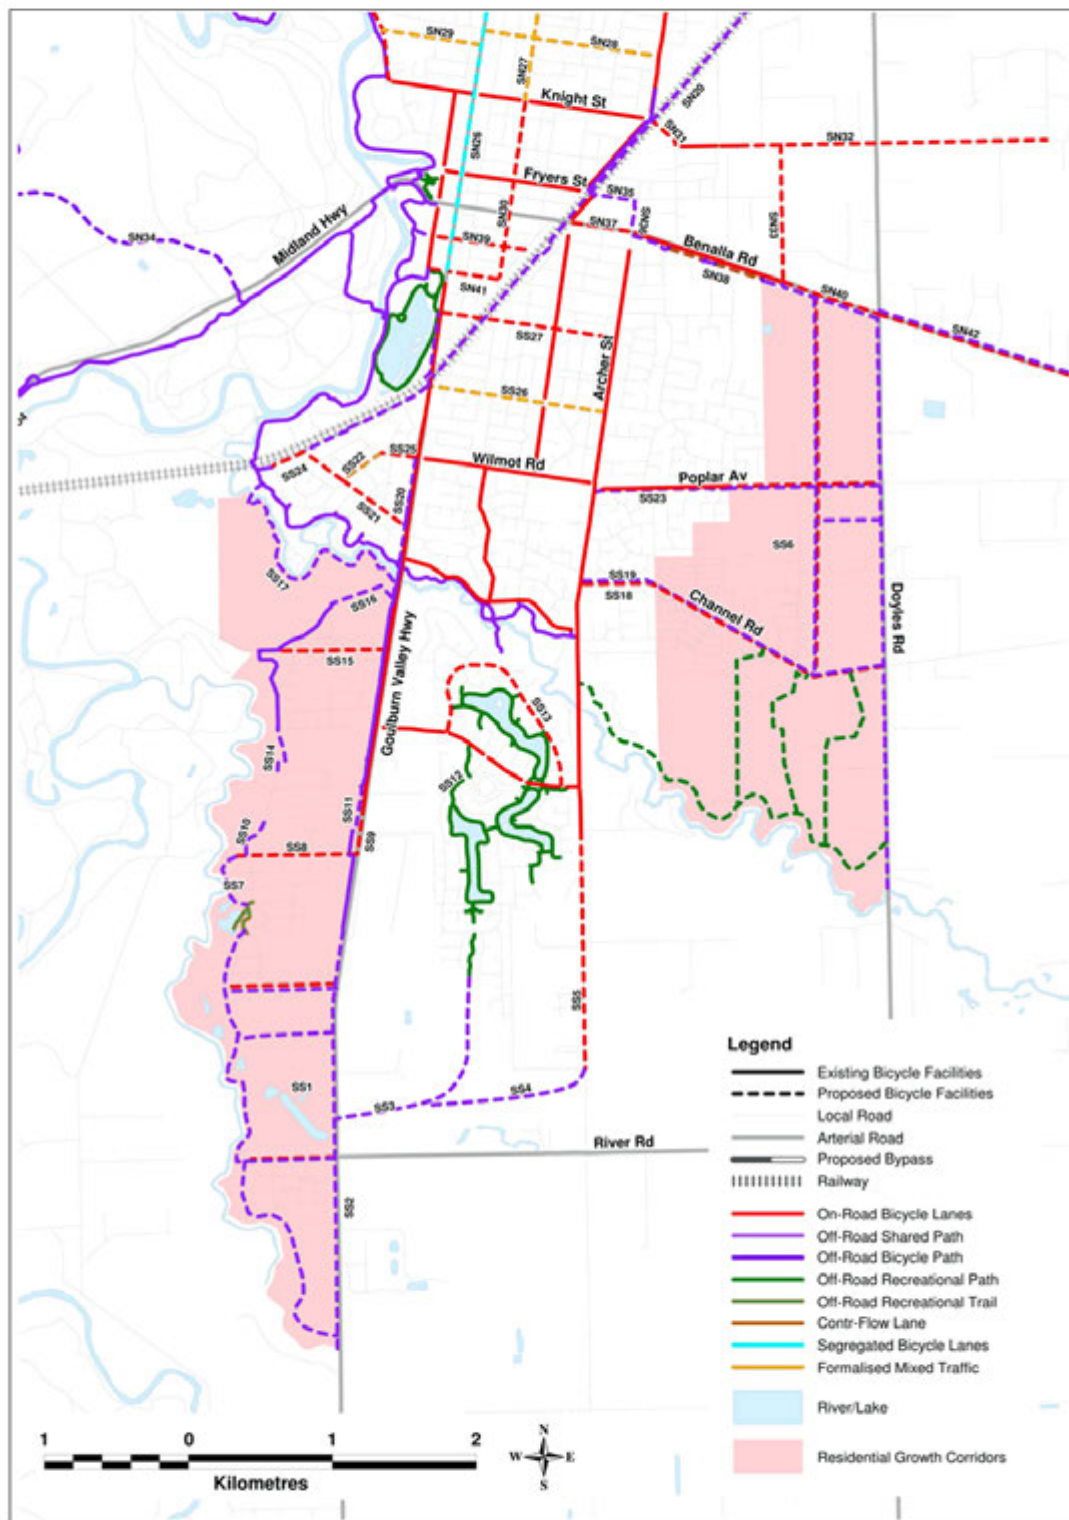 SN29
SN28
SN27
SN29
Knight St
SN31
SN32
SN26
Fryers St
SN35
SN30
SN36
SN37
SN33
SN34
Midland Hwy
SN39
Benalla Rd
SN38
SN41
SN40
SN42
SS27
Archer St
SS26
SS25
Wilmot Rd
SS22
SS24
Poplar Av
SS23
SS20
SS21
SS6
SS17
SS19
SS18
SS16
Channel Rd
Doyles Rd
SS15
Goulburn Valley Hwy
SS13
SS14
SS12
SS11
SS10
SS9
SS8
SS7
SS5
SS1
SS4
SS3
River Rd
SS2
Legend
Existing Bicycle Facilities
Proposed Bicycle Facilities
Local Road
Arterial Road
Proposed Bypass
Railway
On-Road Bicycle Lanes
Off-Road Shared Path
Off-Road Bicycle Path
Off-Road Recreational Path
Off-Road Recreational Trail
Contr-Flow Lane
Segregated Bicycle Lanes
Formalised Mixed Traffic
River/Lake
Residential Growth Corridors
1 0 1 2
Kilometres
N
W E
S